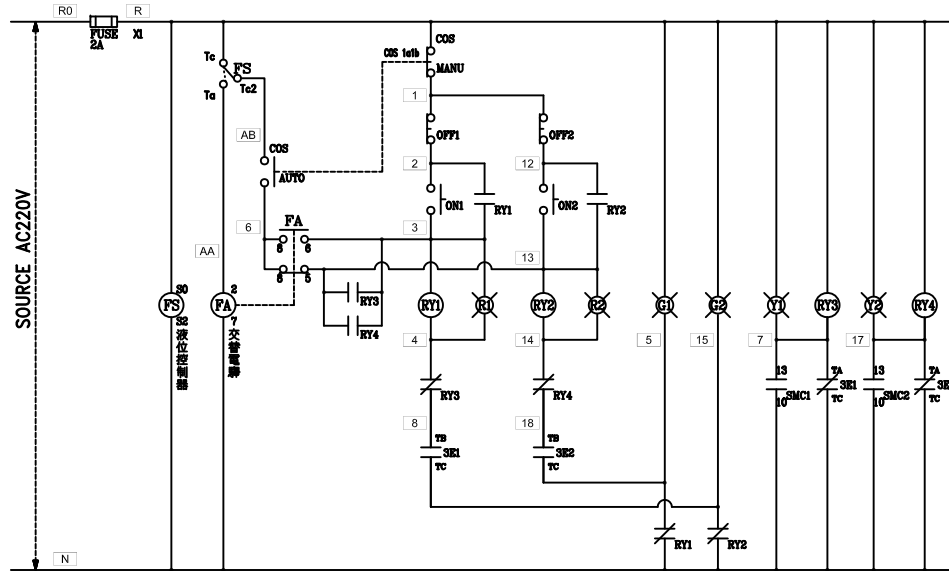 R0
R
FUSE
2A
X1
SOURCE AC220V
Tc
FS
Tc2
Ta
AB
COS
AUTO
COS 1a1b
COS
MANU
1
OFF1
OFF2
2
12
ON1
RY1
ON2
RY2
3
13
6
FA
8
6
8
5
AA
RY3
RY4
S0
FS
S2
液位控制器
2
FA
7
交替電驛
RY1
R1
RY2
R2
G1
G2
Y1
RY3
Y2
RY4
4
14
5
15
7
17
RY3
RY4
13
SMC1
10
TA
3E1
TC
13
SMC2
10
TA
3E
TC
8
18
TB
3E1
TC
TB
3E2
TC
RY1
RY2
N